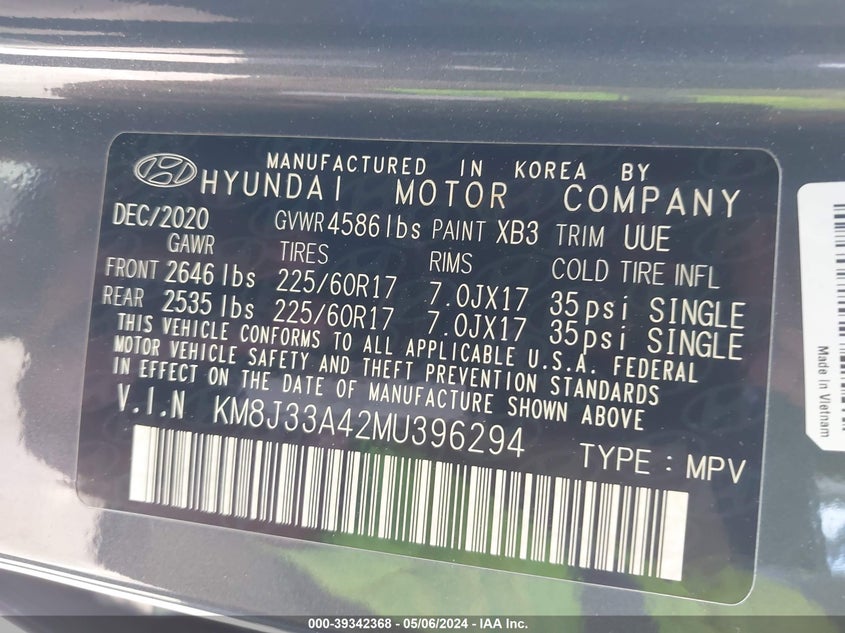 MANUFACTURED IN KOREA BY
HYUNDAI MOTOR COMPANY
DEC/2020 GVWR 4586 lbs PAINT XB3 TRIM UUE
GAWR TIRES RIMS COLD TIRE INFL
FRONT 2646 lbs 225/60R17 7.0JX17 35psi SINGLE
REAR 2535 lbs 225/60R17 7.0JX17 35psi SINGLE
THIS VEHICLE CONFORMS TO ALL APPLICABLE U.S.A. FEDERAL
MOTOR VEHICLE SAFETY AND THEFT PREVENTION STANDARDS
IN EFFECT ON THE DATE OF MANUFACTURE SHOWN ABOVE
V.I.N KM8J33A42MU396294 TYPE : MPV
Made in Vietnam
000-39342368 - 05/06/2024 - IAA Inc.